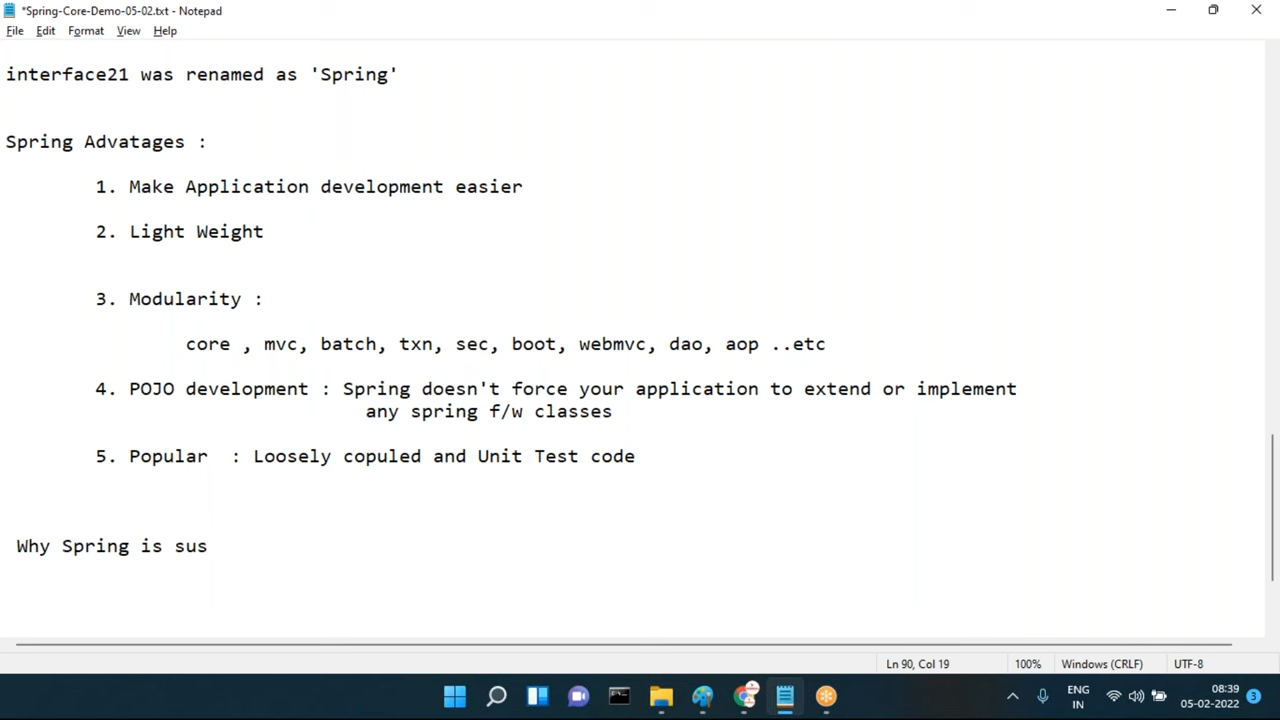 *Spring-Core-Demo-05-02.txt - Notepad
File Edit Format View Help
interface21 was renamed as 'Spring'
Spring Advatages :
1. Make Application development easier
2. Light Weight
3. Modularity :
core , mvc, batch, txn, sec, boot, webmvc, dao, aop ..etc
4. POJO development : Spring doesn't force your application to extend or implement
any spring f/w classes
5. Popular : Loosely copuled and Unit Test code
Why Spring is sus
Ln 90, Col 19 100% Windows (CRLF) UTF-8
ENG
IN
08:39
05-02-2022
3